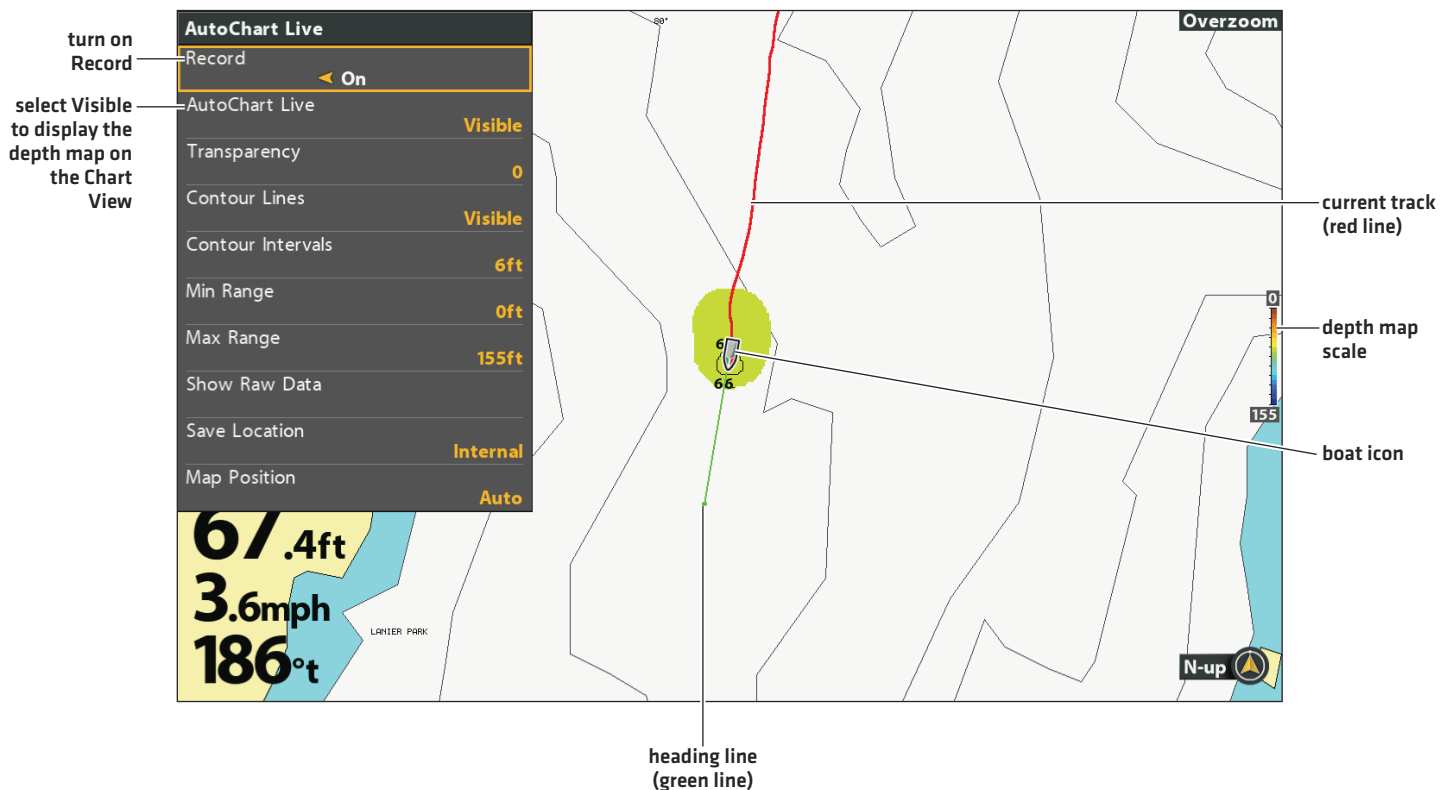 turn on
Record
select Visible
to display the
depth map on
the Chart
View
AutoChart Live
Record
On
AutoChart Live
Visible
Transparency
0
Contour Lines
Visible
Contour Intervals
6ft
Min Range
0ft
Max Range
155ft
Show Raw Data
Save Location
Internal
Map Position
Auto
67.4ft
3.6mph
186°t
LANIER PARK
80°
Overzoom
66
current track
(red line)
0
155
depth map
scale
boat icon
N-up
heading line
(green line)